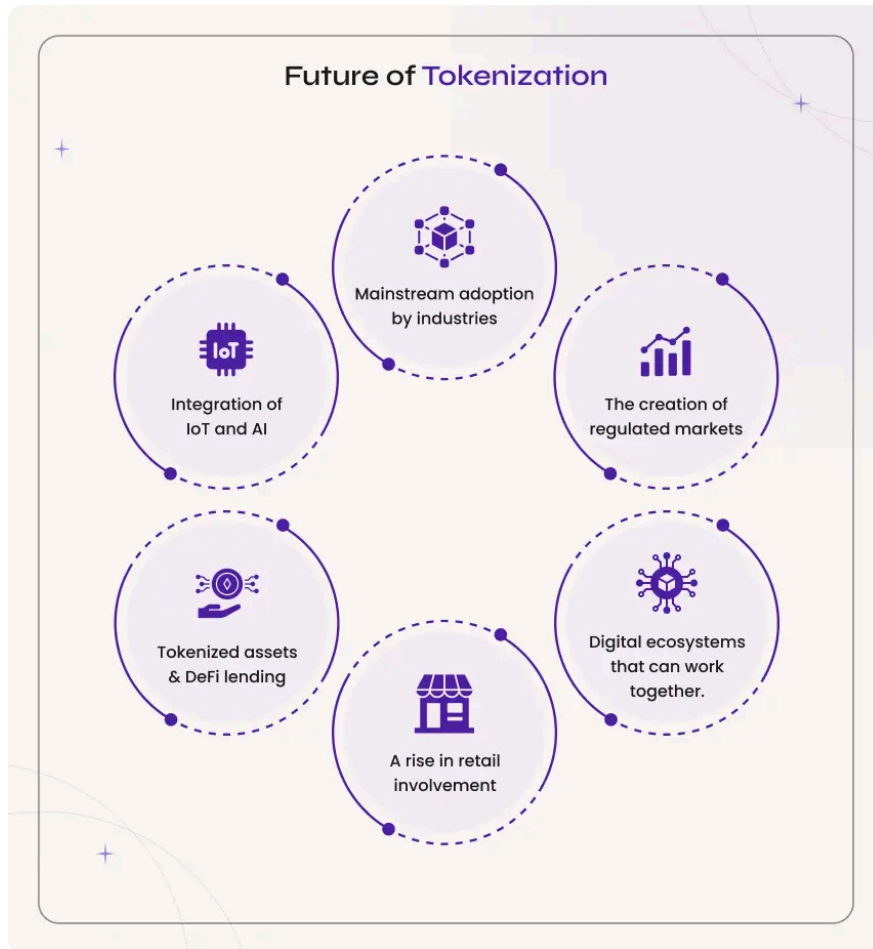 Future of Tokenization
Mainstream adoption
by industries
The creation of
regulated markets
Digital ecosystems
that can work
together.
A rise in retail
involvement
Tokenized assets
& DeFi lending
IoT
Integration of
IoT and AI